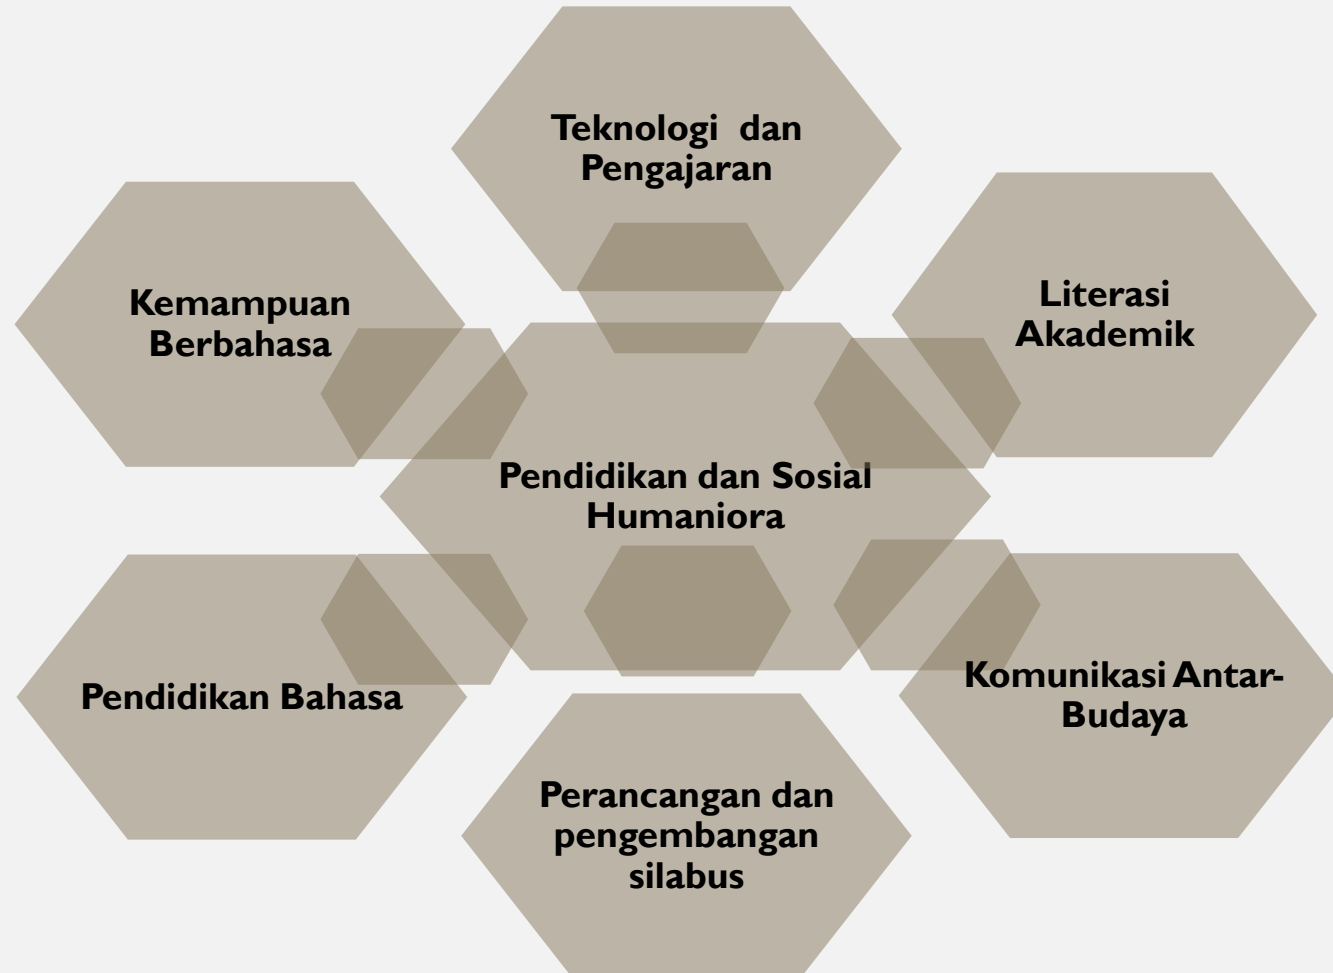 Teknologi dan
Pengajaran
Kemampuan
Berbahasa
Literasi
Akademik
Pendidikan dan Sosial
Humaniora
Pendidikan Bahasa
Komunikasi Antar-
Budaya
Perancangan dan
pengembangan
silabus